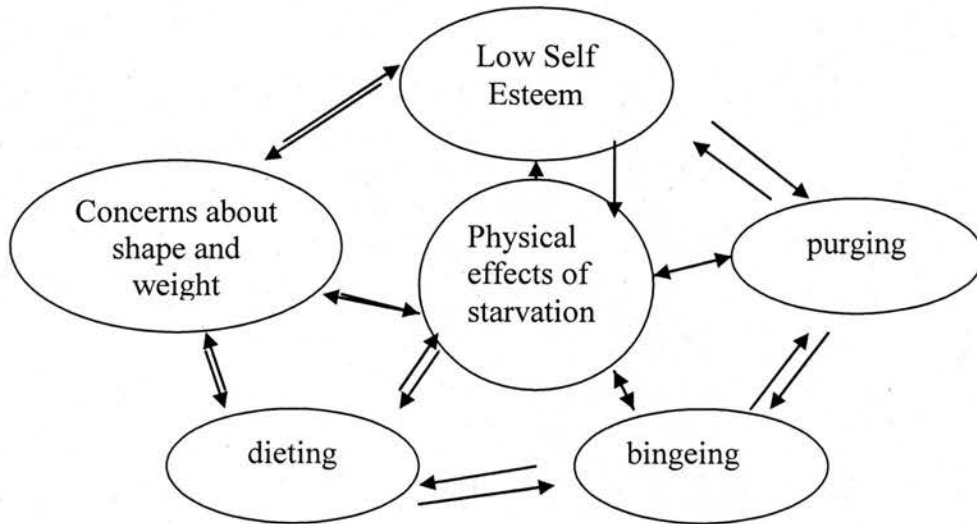 Low Self
Esteem
Concerns about
shape and
weight
Physical
effects of
starvation
purging
dieting
bingeing